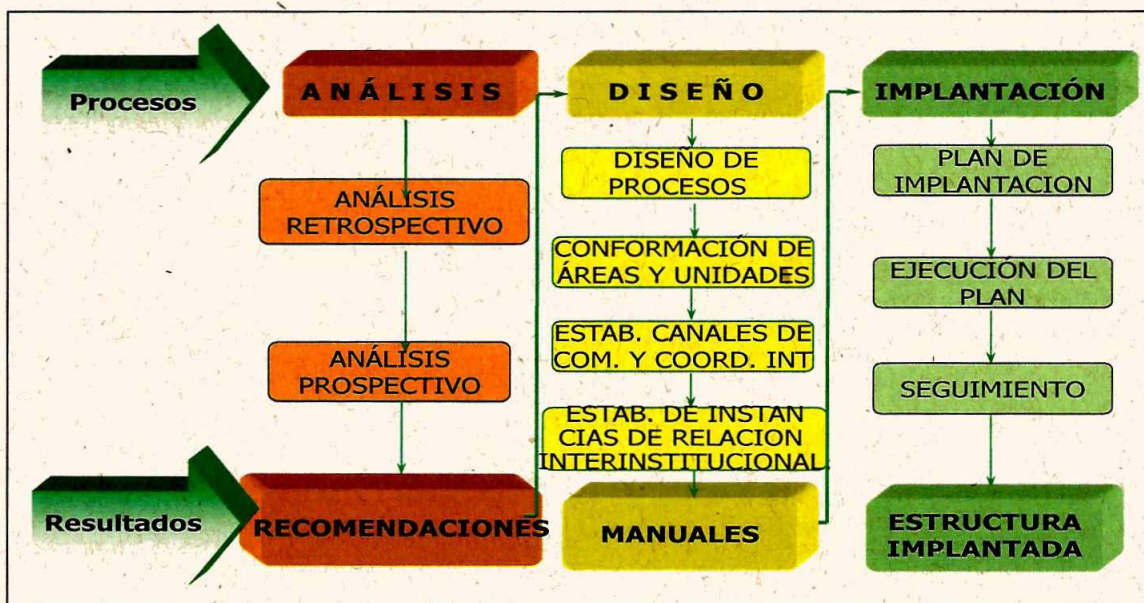 Procesos
ANÁLISIS
ANÁLISIS
RETROSPECTIVO
ANÁLISIS
PROSPECTIVO
Resultados
RECOMENDACIONES
DISEÑO
DISEÑO DE
PROCESOS
CONFORMACIÓN DE
ÁREAS Y UNIDADES
ESTAB. CANALES DE
COM. Y COORD. INT
ESTAB. DE INSTAN
CIAS DE RELACION
INTERINSTITUCIONAL.
MANUALES
IMPLANTACIÓN
PLAN DE
IMPLANTACION
EJECUCIÓN DEL
PLAN
SEGUIMIENTO
ESTRUCTURA
IMPLANTADA